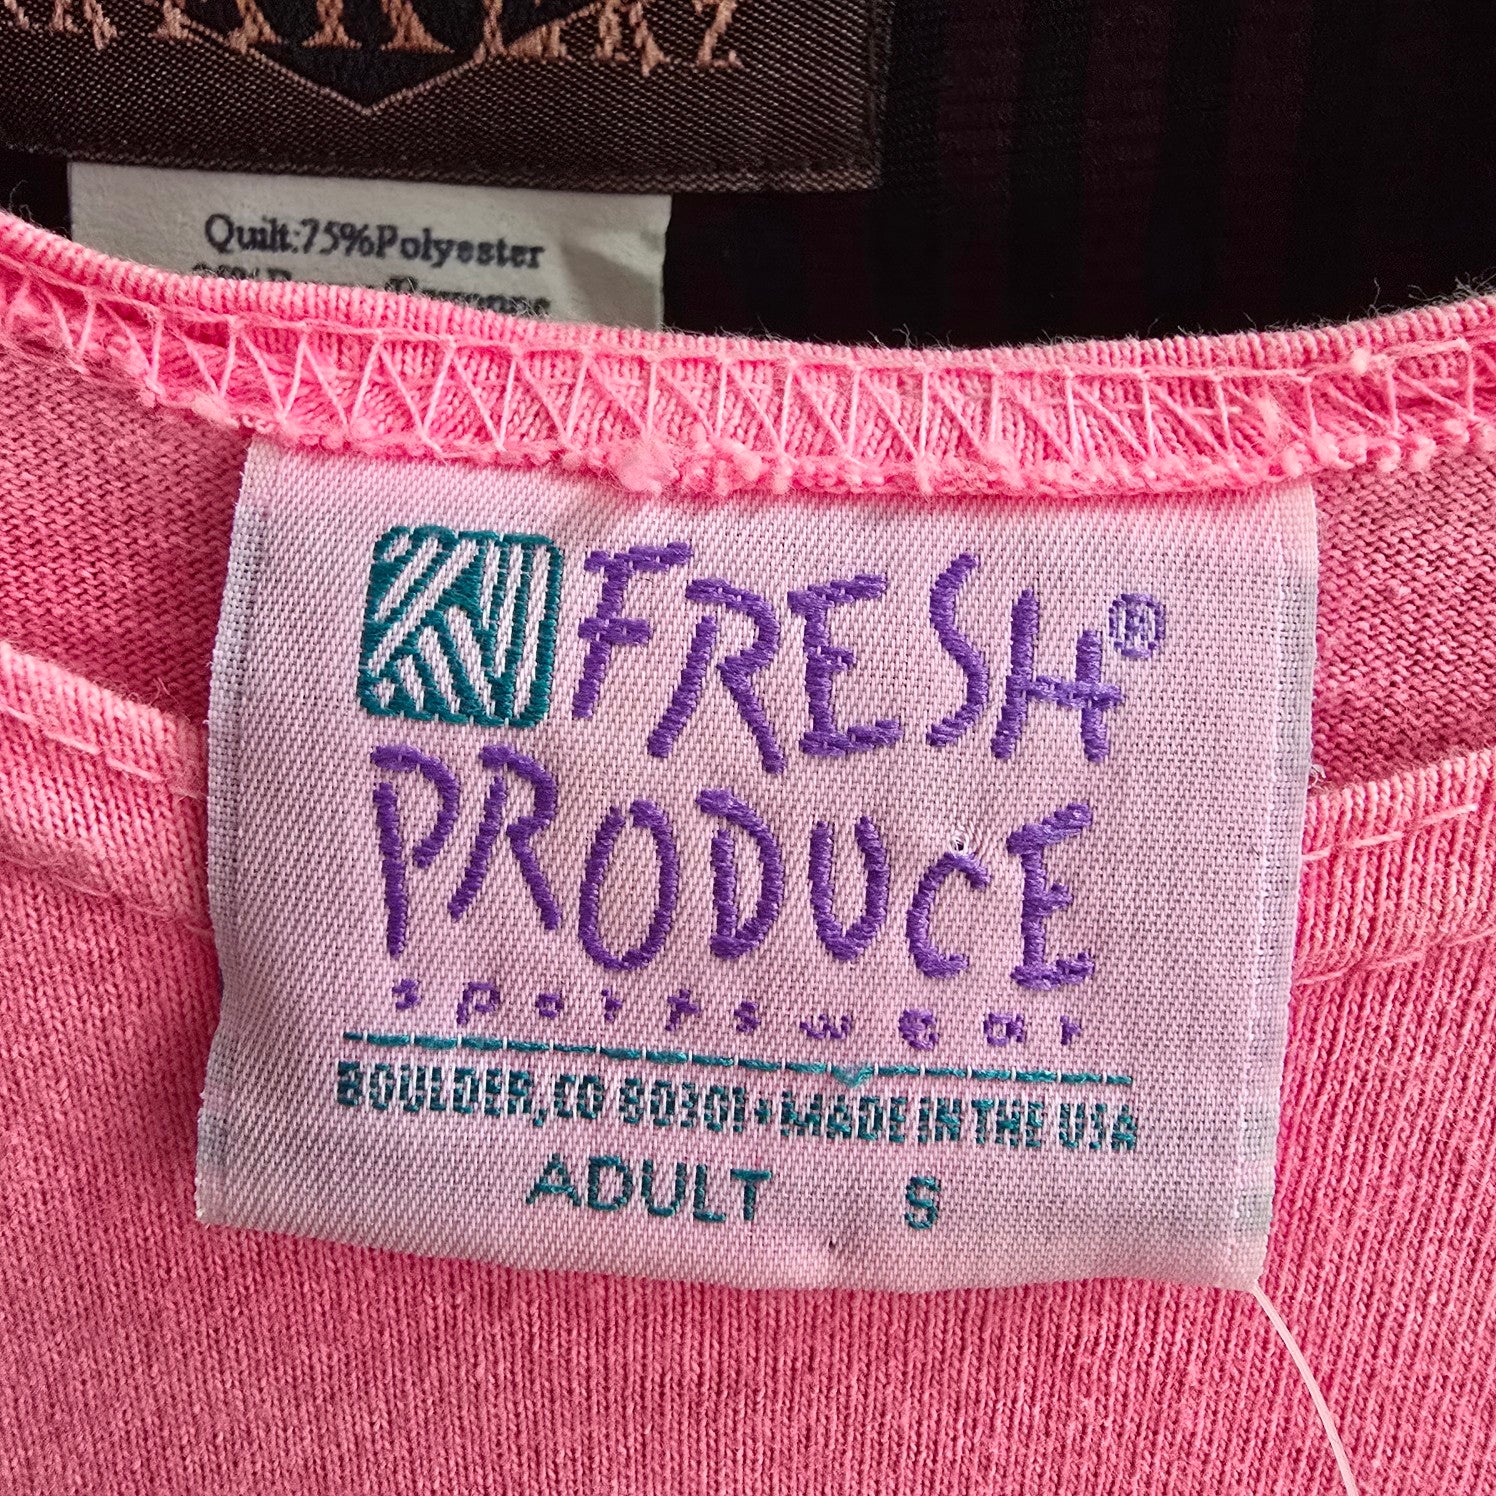 Quilt:75%Polyester
FRESH®
PRODUCE
sportswear
BOULDER, CO 80301 • MADE IN THE USA
ADULT S